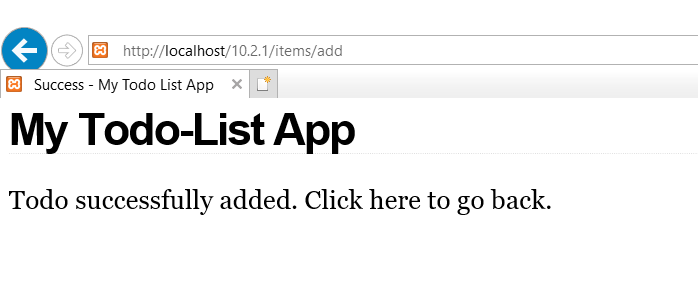 http://localhost/10.2.1/items/add
Success - My Todo List App
My Todo-List App
Todo successfully added. Click here to go back.